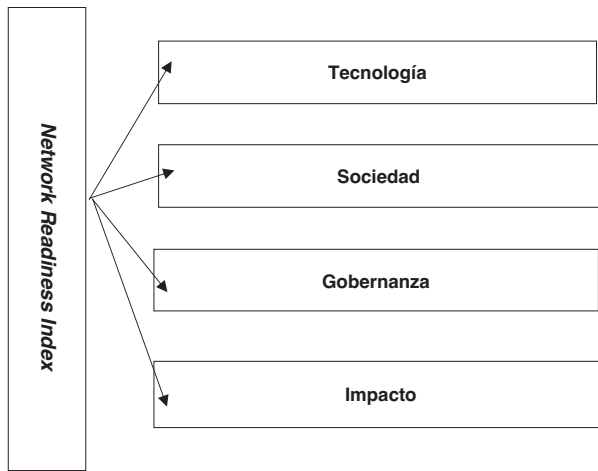 Network Readiness Index
Tecnología
Sociedad
Gobernanza
Impacto